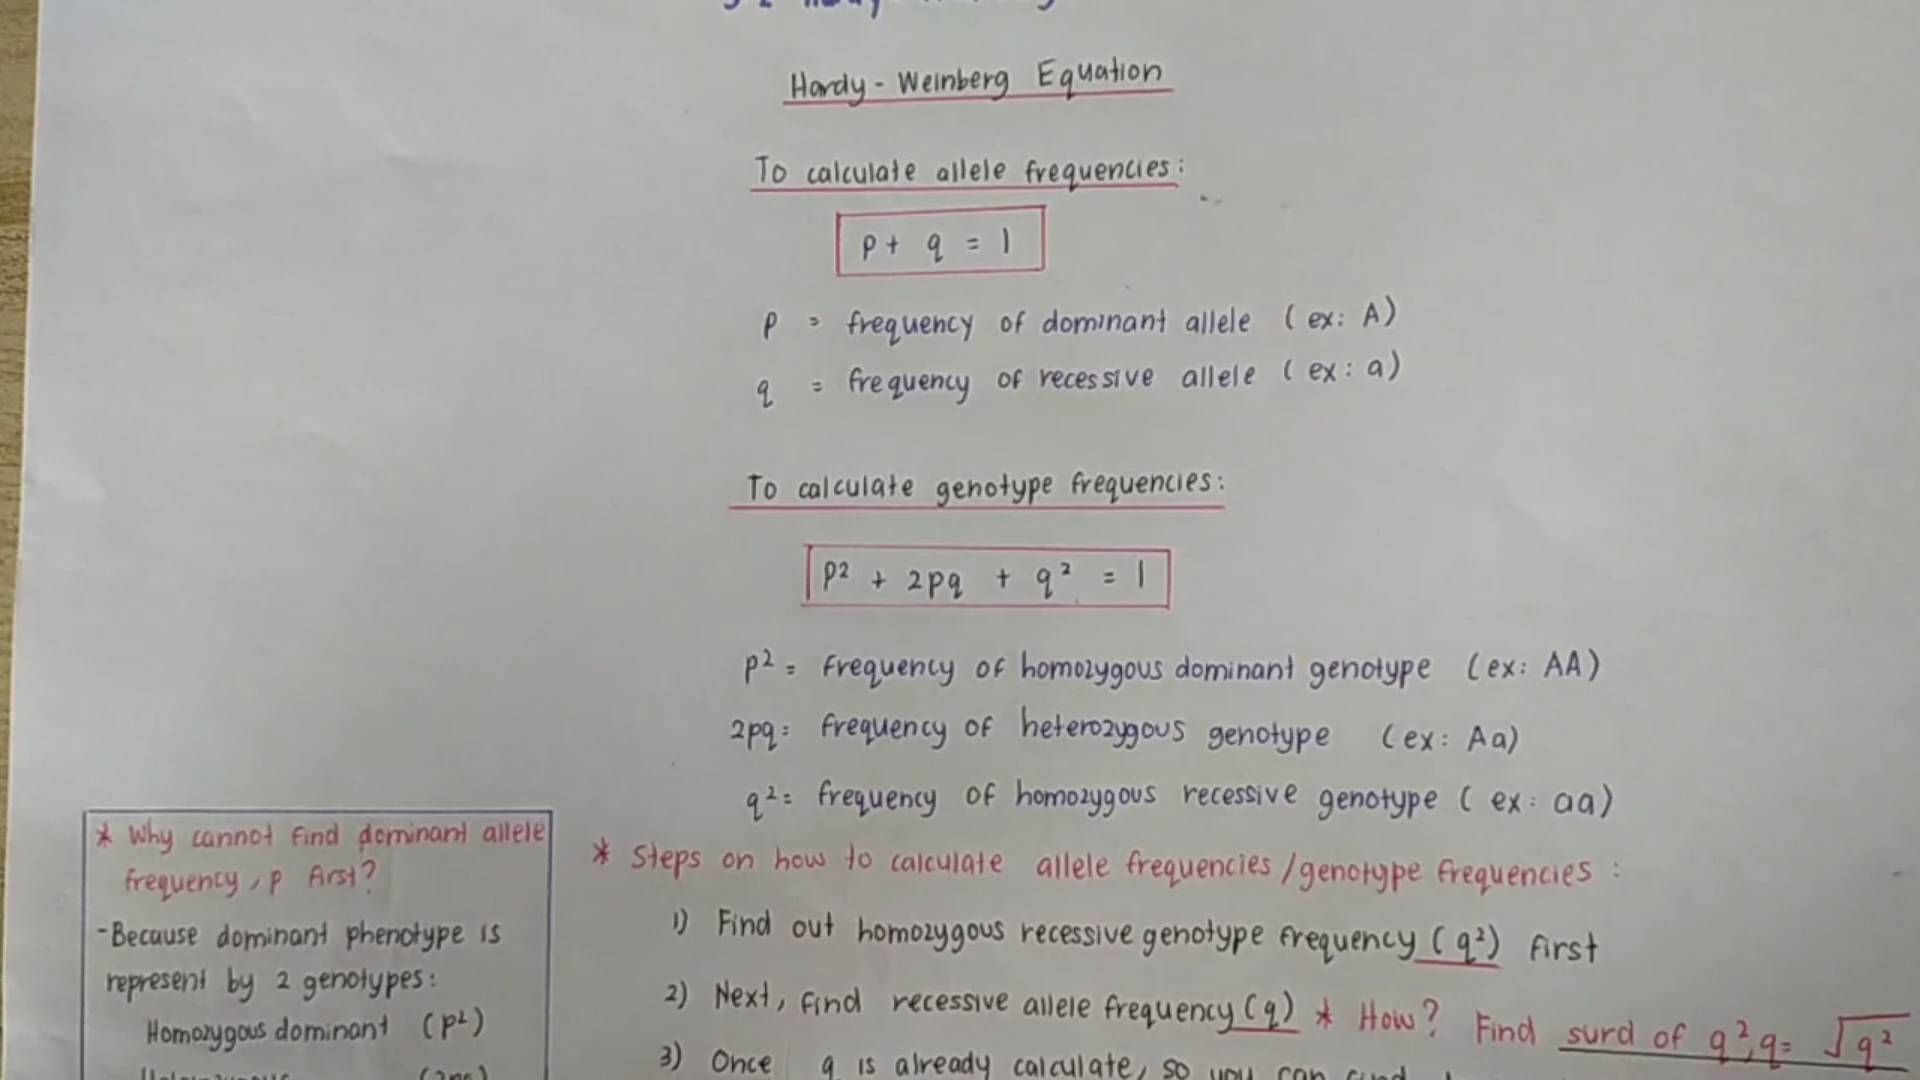 Hardy - Weinberg Equation
To calculate allele frequencies:
p + q = 1
p = frequency of dominant allele (ex: A)
q = frequency of recessive allele (ex: a)
To calculate genotype frequencies:
p² + 2pq + q² = 1
p² = frequency of homozygous dominant genotype (ex: AA)
2pq = frequency of heterozygous genotype (ex: Aa)
q² = frequency of homozygous recessive genotype (ex: aa)
* Why cannot find dominant allele
frequency, p first?
- Because dominant phenotype is
represent by 2 genotypes:
Homozygous dominant (p²)
* Steps on how to calculate allele frequencies/genotype frequencies:
1) Find out homozygous recessive genotype frequency (q²) first
2) Next, find recessive allele frequency (q) * How? Find surd of q², q = √q²
3) Once q is already calculate, so you can find